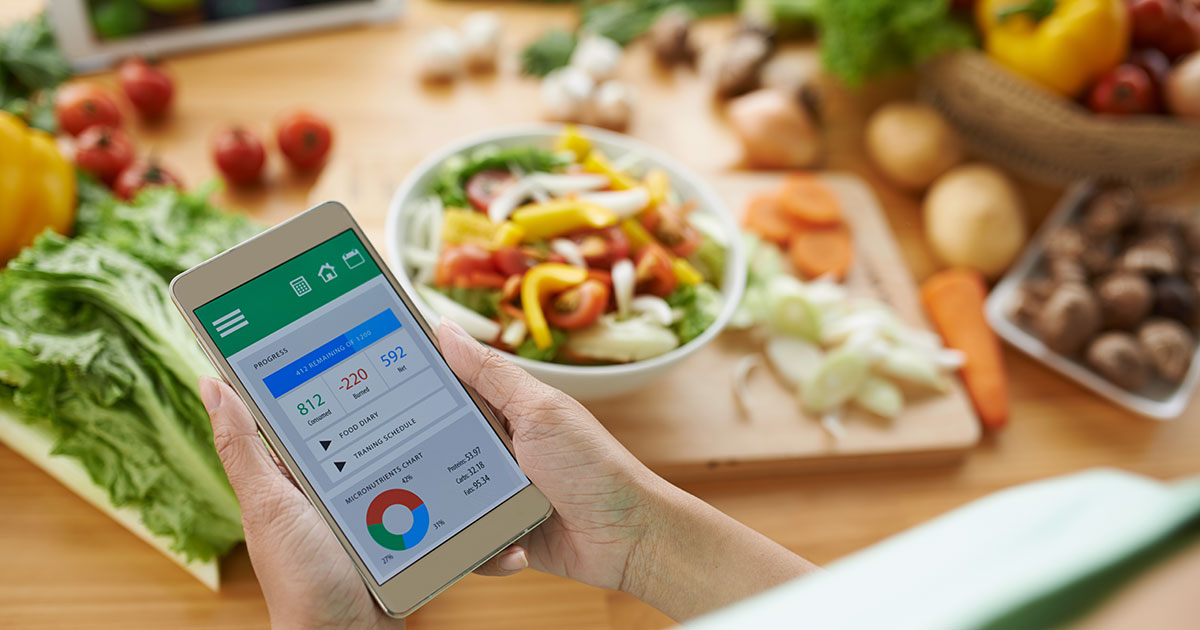 PROGRESS
412 REMAINING OF 1200
812 -220 592
Consumed Burned Net
FOOD DIARY
TRANING SCHEDULE
MICRONUTRIENTS CHART
42%
Proteins: 53.97
Carbs: 32.18
Fats: 95.34
31%
27%